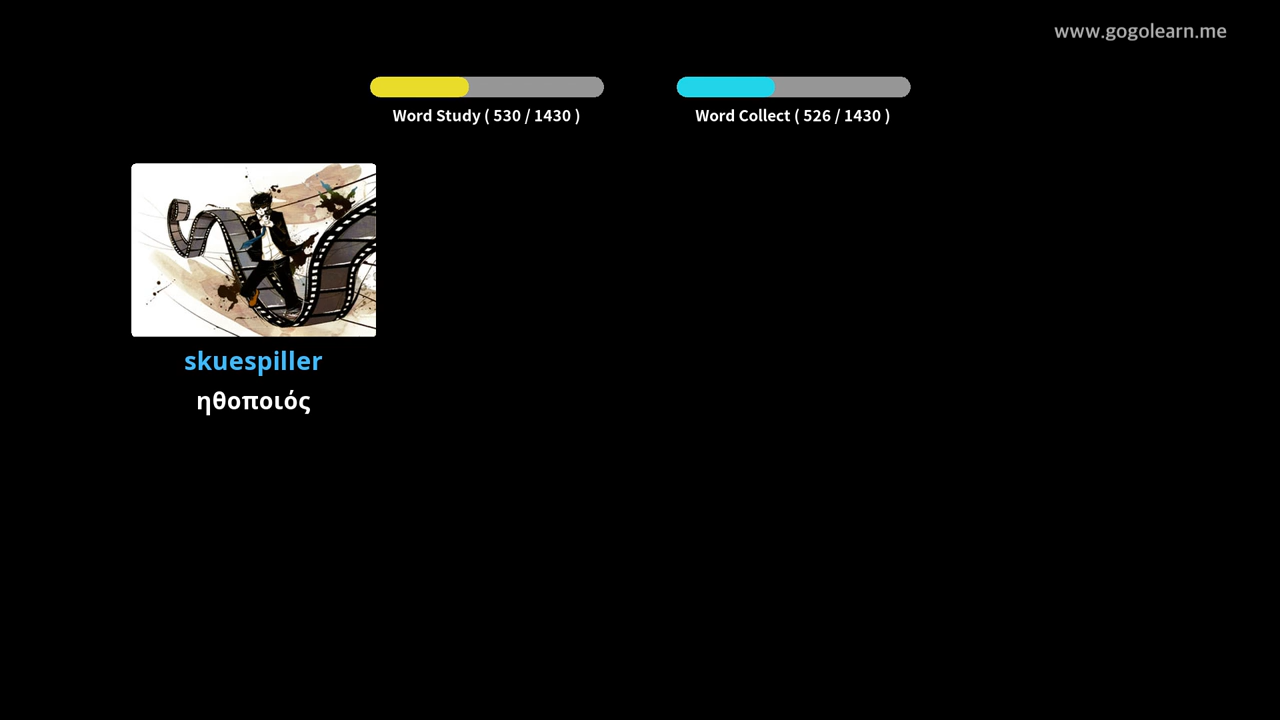 www.gogolearn.me
Word Study ( 530 / 1430 )
Word Collect ( 526 / 1430 )
skuespiller
ηθοποιός